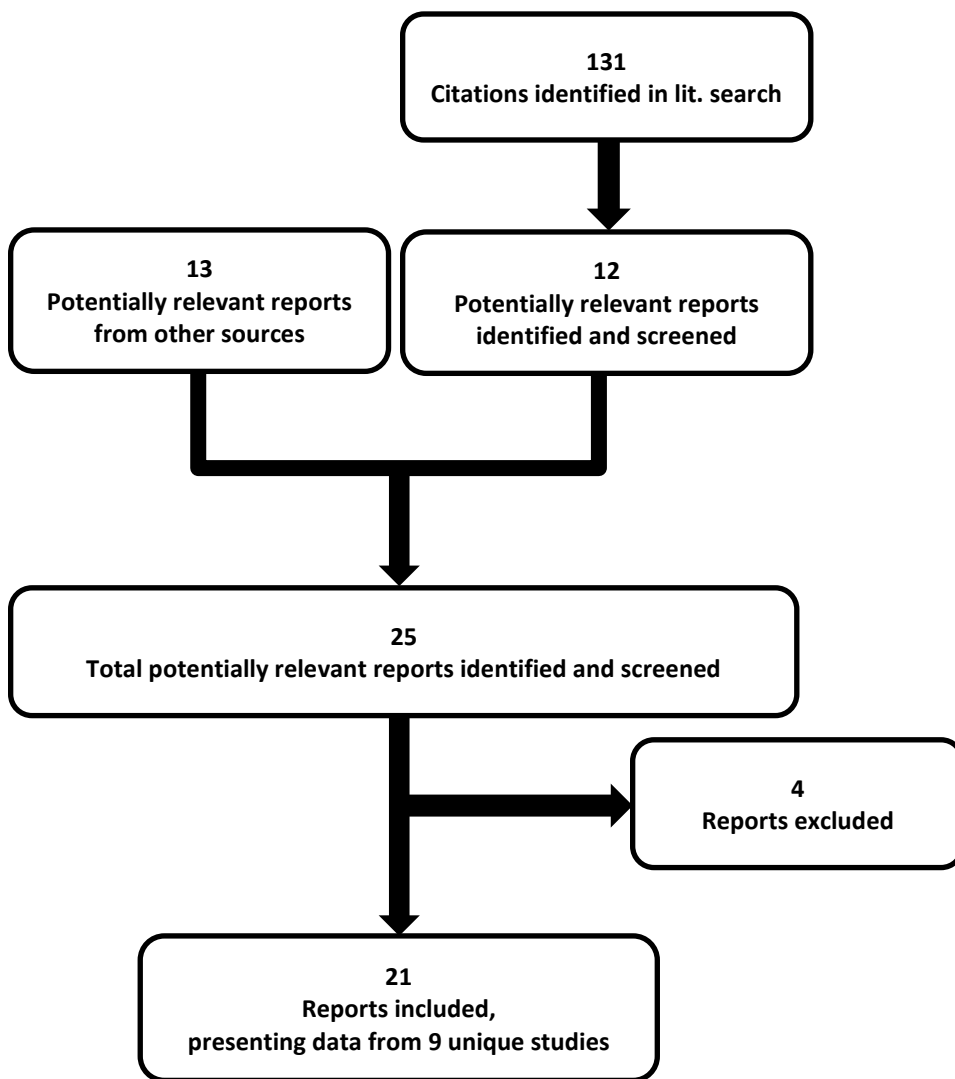 131
Citations identified in lit. search
13
Potentially relevant reports
from other sources
12
Potentially relevant reports
identified and screened
25
Total potentially relevant reports identified and screened
4
Reports excluded
21
Reports included,
presenting data from 9 unique studies